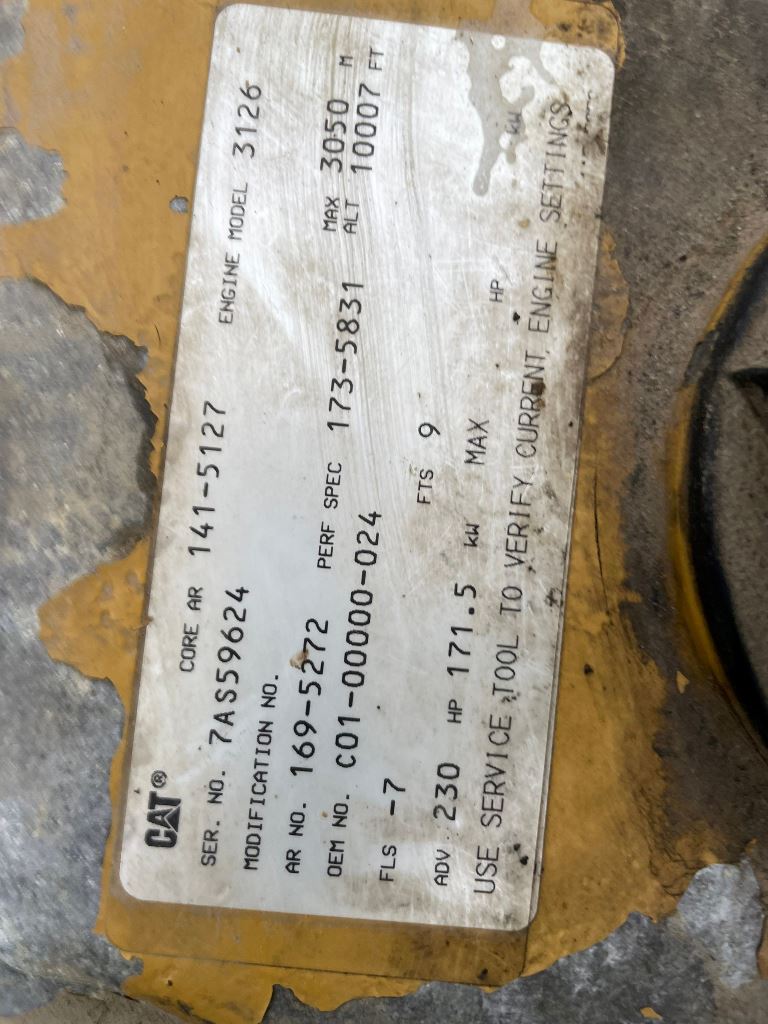 CAT®
CORE AR 141-5127
SER. NO. 7AS59624 ENGINE MODEL 3126
MODIFICATION NO.
AR NO. 169-5272 PERF SPEC 173-5831 MAX 3050 M
OEM NO. C01-00000-024 ALT 10007 FT
FLS -7 FTS 9
ADV 230 HP 171.5 kW MAX HP kW
USE SERVICE TOOL TO VERIFY CURRENT ENGINE SETTINGS